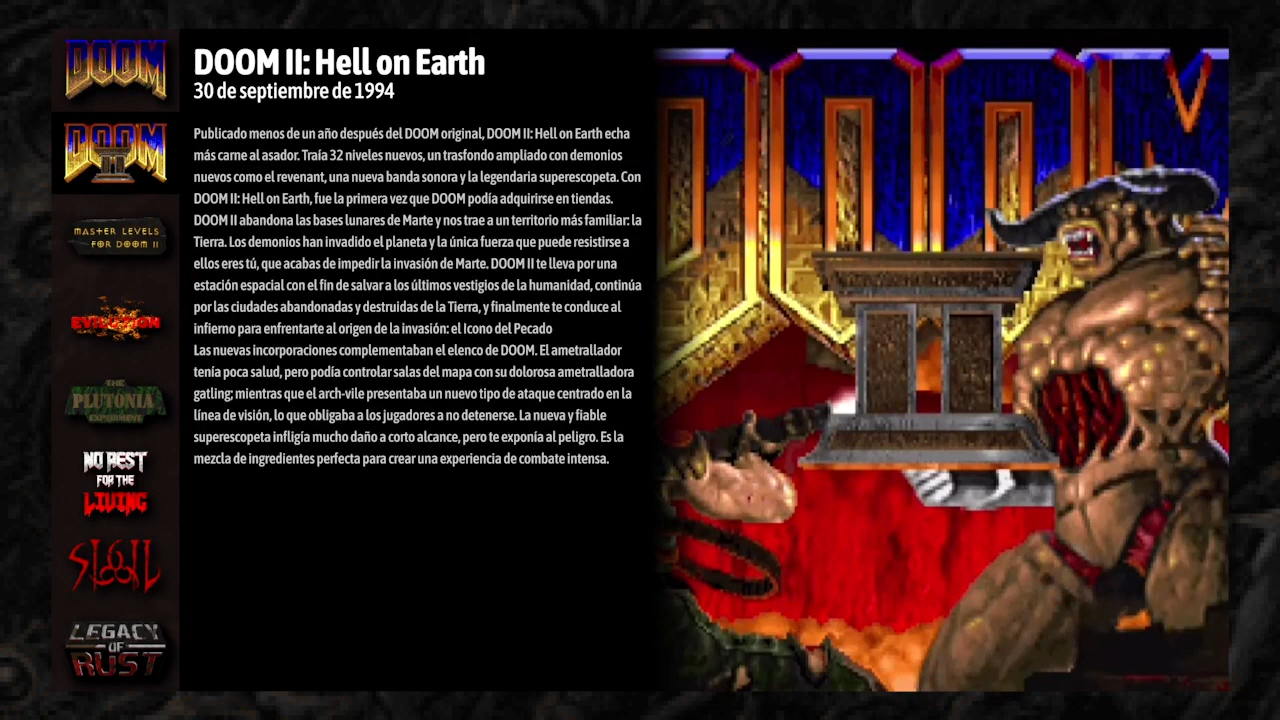 DOOM
DOOM II
MASTER LEVELS
FOR DOOM II
EVILUTION
THE
PLUTONIA
EXPERIMENT
NO REST
FOR THE
LIVING
SIGIL
LEGACY
OF
RUST
DOOM II: Hell on Earth
30 de septiembre de 1994
Publicado menos de un año después del DOOM original, DOOM II: Hell on Earth echa
más carne al asador. Traía 32 niveles nuevos, un trasfondo ampliado con demonios
nuevos como el revenant, una nueva banda sonora y la legendaria superescopeta. Con
DOOM II: Hell on Earth, fue la primera vez que DOOM podía adquirirse en tiendas.
DOOM II abandona las bases lunares de Marte y nos trae a un territorio más familiar: la
Tierra. Los demonios han invadido el planeta y la única fuerza que puede resistirse a
ellos eres tú, que acabas de impedir la invasión de Marte. DOOM II te lleva por una
estación espacial con el fin de salvar a los últimos vestigios de la humanidad, continúa
por las ciudades abandonadas y destruidas de la Tierra, y finalmente te conduce al
infierno para enfrentarte al origen de la invasión: el Icono del Pecado
Las nuevas incorporaciones complementaban el elenco de DOOM. El ametrallador
tenía poca salud, pero podía controlar salas del mapa con su dolorosa ametralladora
gatling; mientras que el arch-vile presentaba un nuevo tipo de ataque centrado en la
línea de visión, lo que obligaba a los jugadores a no detenerse. La nueva y fiable
superescopeta infligía mucho daño a corto alcance, pero te exponía al peligro. Es la
mezcla de ingredientes perfecta para crear una experiencia de combate intensa.
II